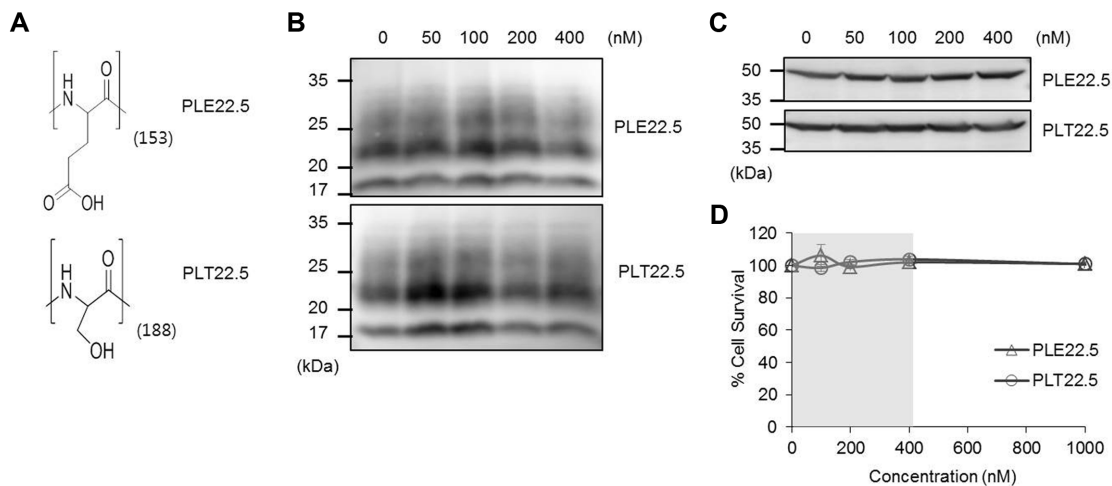 A
H
N
O
(153)
O
OH
PLE22.5
H
N
O
(188)
OH
PLT22.5
B
0 50 100 200 400 (nM)
35
25
20
17
PLE22.5
35
25
20
17
(kDa)
PLT22.5
C
0 50 100 200 400 (nM)
50
35
PLE22.5
50
35
(kDa)
PLT22.5
D
120
100
80
60
40
20
0
% Cell Survival
PLE22.5
PLT22.5
0 200 400 600 800 1000
Concentration (nM)